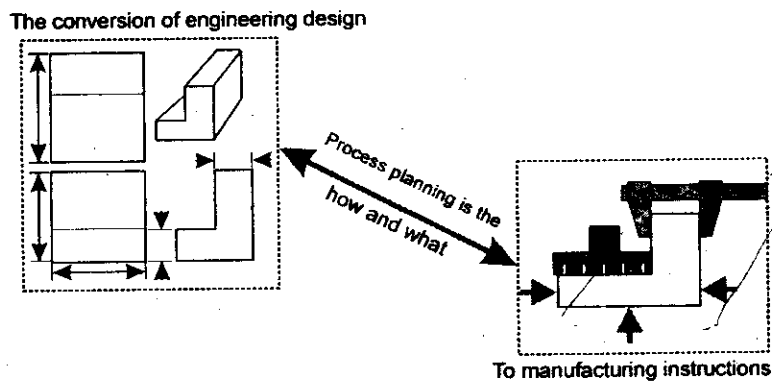 The conversion of engineering design
Process planning is the
how and what
To manufacturing instructions